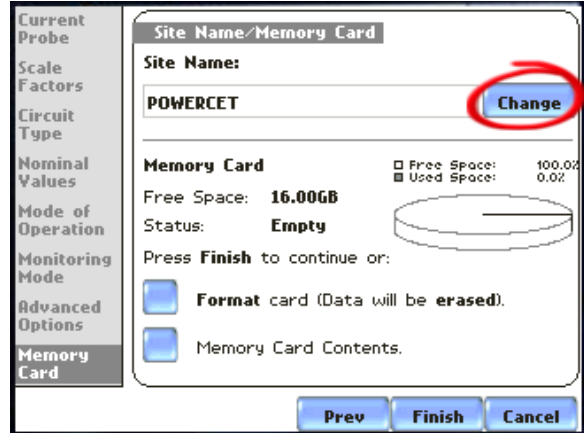 Current
Probe
Scale
Factors
Circuit
Type
Nominal
Values
Mode of
Operation
Monitoring
Mode
Advanced
Options
Memory
Card
Site Name/Memory Card
Site Name:
POWERCET
Change
Memory Card
Free Space: 100.0%
Used Space: 0.0%
Free Space: 16.00GB
Status: Empty
Press Finish to continue or:
Format card (Data will be erased).
Memory Card Contents.
Prev Finish Cancel